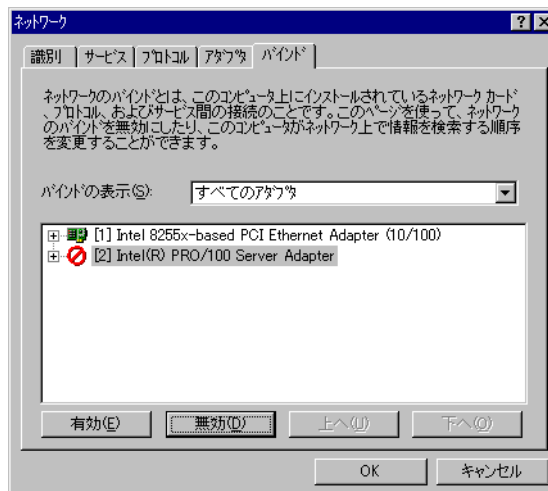 ネットワーク
識別 サービス プロトコル アダプタ バインド
ネットワークのバインドとは、このコンピュータ上にインストールされているネットワーク カード
、プロトコル、およびサービス間の接続のことです。このページを使って、ネットワーク
のバインドを無効にしたり、このコンピュータがネットワーク上で情報を検索する順序
を変更することができます。
バインドの表示(S): すべてのアダプタ
[1] Intel 8255x-based PCI Ethernet Adapter (10/100)
[2] Intel(R) PRO/100 Server Adapter
有効(E) 無効(D) 上へ(U) 下へ(O)
OK キャンセル